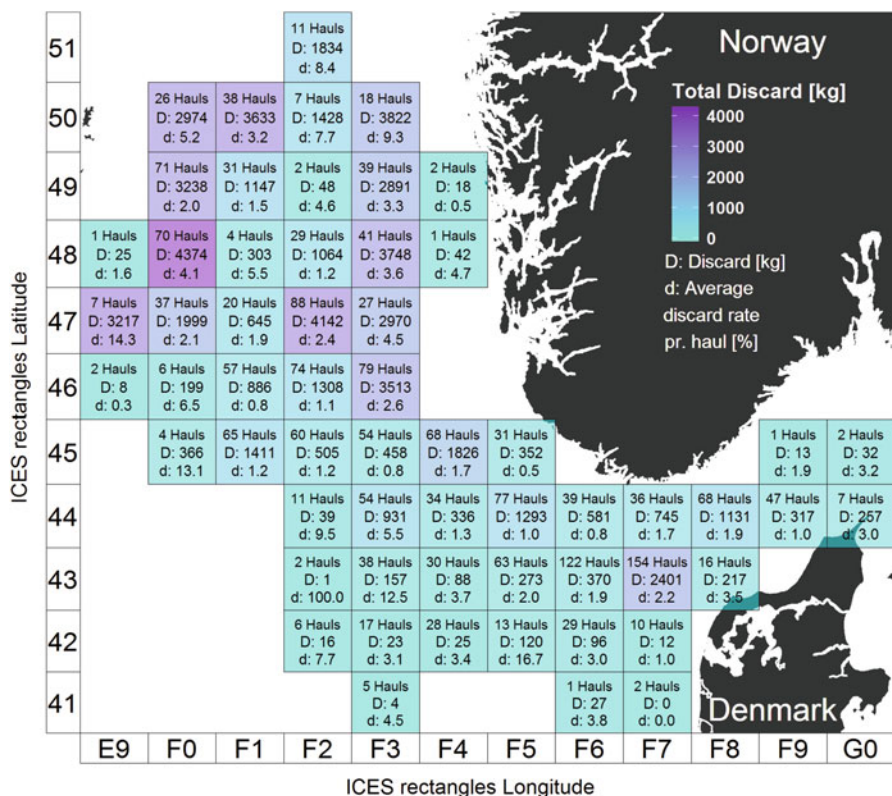 51
11 Hauls
D: 1834
d: 8.4
Norway
50
26 Hauls
D: 2974
d: 5.2
38 Hauls
D: 3633
d: 3.2
7 Hauls
D: 1428
d: 7.7
18 Hauls
D: 3822
d: 9.3
49
71 Hauls
D: 3238
d: 2.0
31 Hauls
D: 1147
d: 1.5
2 Hauls
D: 48
d: 4.6
39 Hauls
D: 2891
d: 3.3
2 Hauls
D: 18
d: 0.5
48
1 Hauls
D: 25
d: 1.6
70 Hauls
D: 4374
d: 4.1
4 Hauls
D: 303
d: 5.5
29 Hauls
D: 1064
d: 1.2
41 Hauls
D: 3748
d: 3.6
1 Hauls
D: 42
d: 4.7
47
7 Hauls
D: 3217
d: 14.3
37 Hauls
D: 1999
d: 2.1
20 Hauls
D: 645
d: 1.9
88 Hauls
D: 4142
d: 2.4
27 Hauls
D: 2970
d: 4.5
46
2 Hauls
D: 8
d: 0.3
6 Hauls
D: 199
d: 6.5
57 Hauls
D: 886
d: 0.8
74 Hauls
D: 1308
d: 1.1
79 Hauls
D: 3513
d: 2.6
45
4 Hauls
D: 366
d: 13.1
65 Hauls
D: 1411
d: 1.2
60 Hauls
D: 505
d: 1.2
54 Hauls
D: 458
d: 0.8
68 Hauls
D: 1826
d: 1.7
31 Hauls
D: 352
d: 0.5
1 Hauls
D: 13
d: 1.9
2 Hauls
D: 32
d: 3.2
44
11 Hauls
D: 39
d: 9.5
54 Hauls
D: 931
d: 5.5
34 Hauls
D: 336
d: 1.3
77 Hauls
D: 1293
d: 1.0
39 Hauls
D: 581
d: 0.8
36 Hauls
D: 745
d: 1.7
68 Hauls
D: 1131
d: 1.9
47 Hauls
D: 317
d: 1.0
7 Hauls
D: 257
d: 3.0
43
2 Hauls
D: 1
d: 100.0
38 Hauls
D: 157
d: 12.5
30 Hauls
D: 88
d: 3.7
63 Hauls
D: 273
d: 2.0
122 Hauls
D: 370
d: 1.9
154 Hauls
D: 2401
d: 2.2
16 Hauls
D: 217
d: 3.5
42
6 Hauls
D: 16
d: 7.7
17 Hauls
D: 23
d: 3.1
28 Hauls
D: 25
d: 3.4
13 Hauls
D: 120
d: 16.7
29 Hauls
D: 96
d: 3.0
10 Hauls
D: 12
d: 1.0
41
5 Hauls
D: 4
d: 4.5
1 Hauls
D: 27
d: 3.8
2 Hauls
D: 0
d: 0.0
Denmark
Total Discard [kg]
4000
3000
2000
1000
0
D: Discard [kg]
d: Average
discard rate
pr. haul [%]
E9 F0 F1 F2 F3 F4 F5 F6 F7 F8 F9 G0
ICES rectangles Latitude
ICES rectangles Longitude